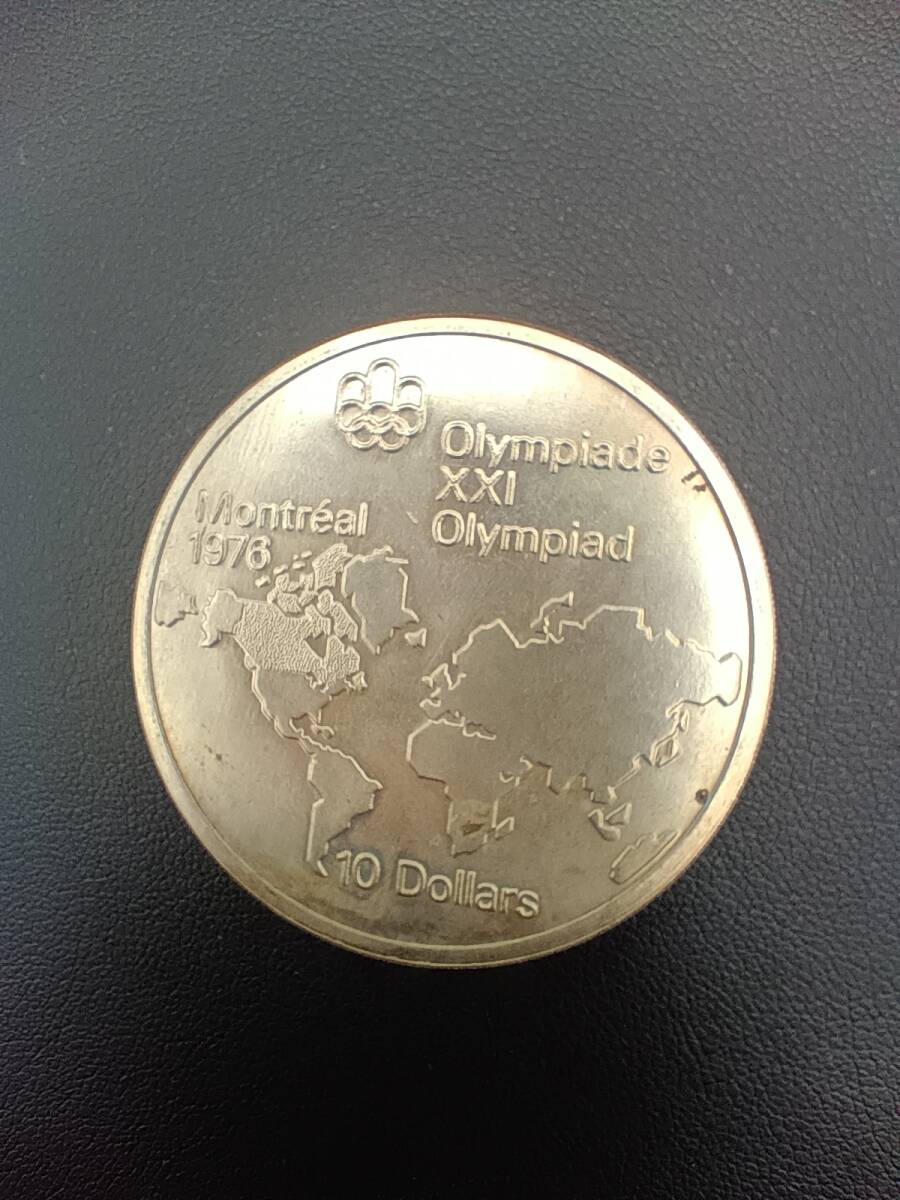 Olympiade
XXI
Olympiad
Montréal
1976
10 Dollars